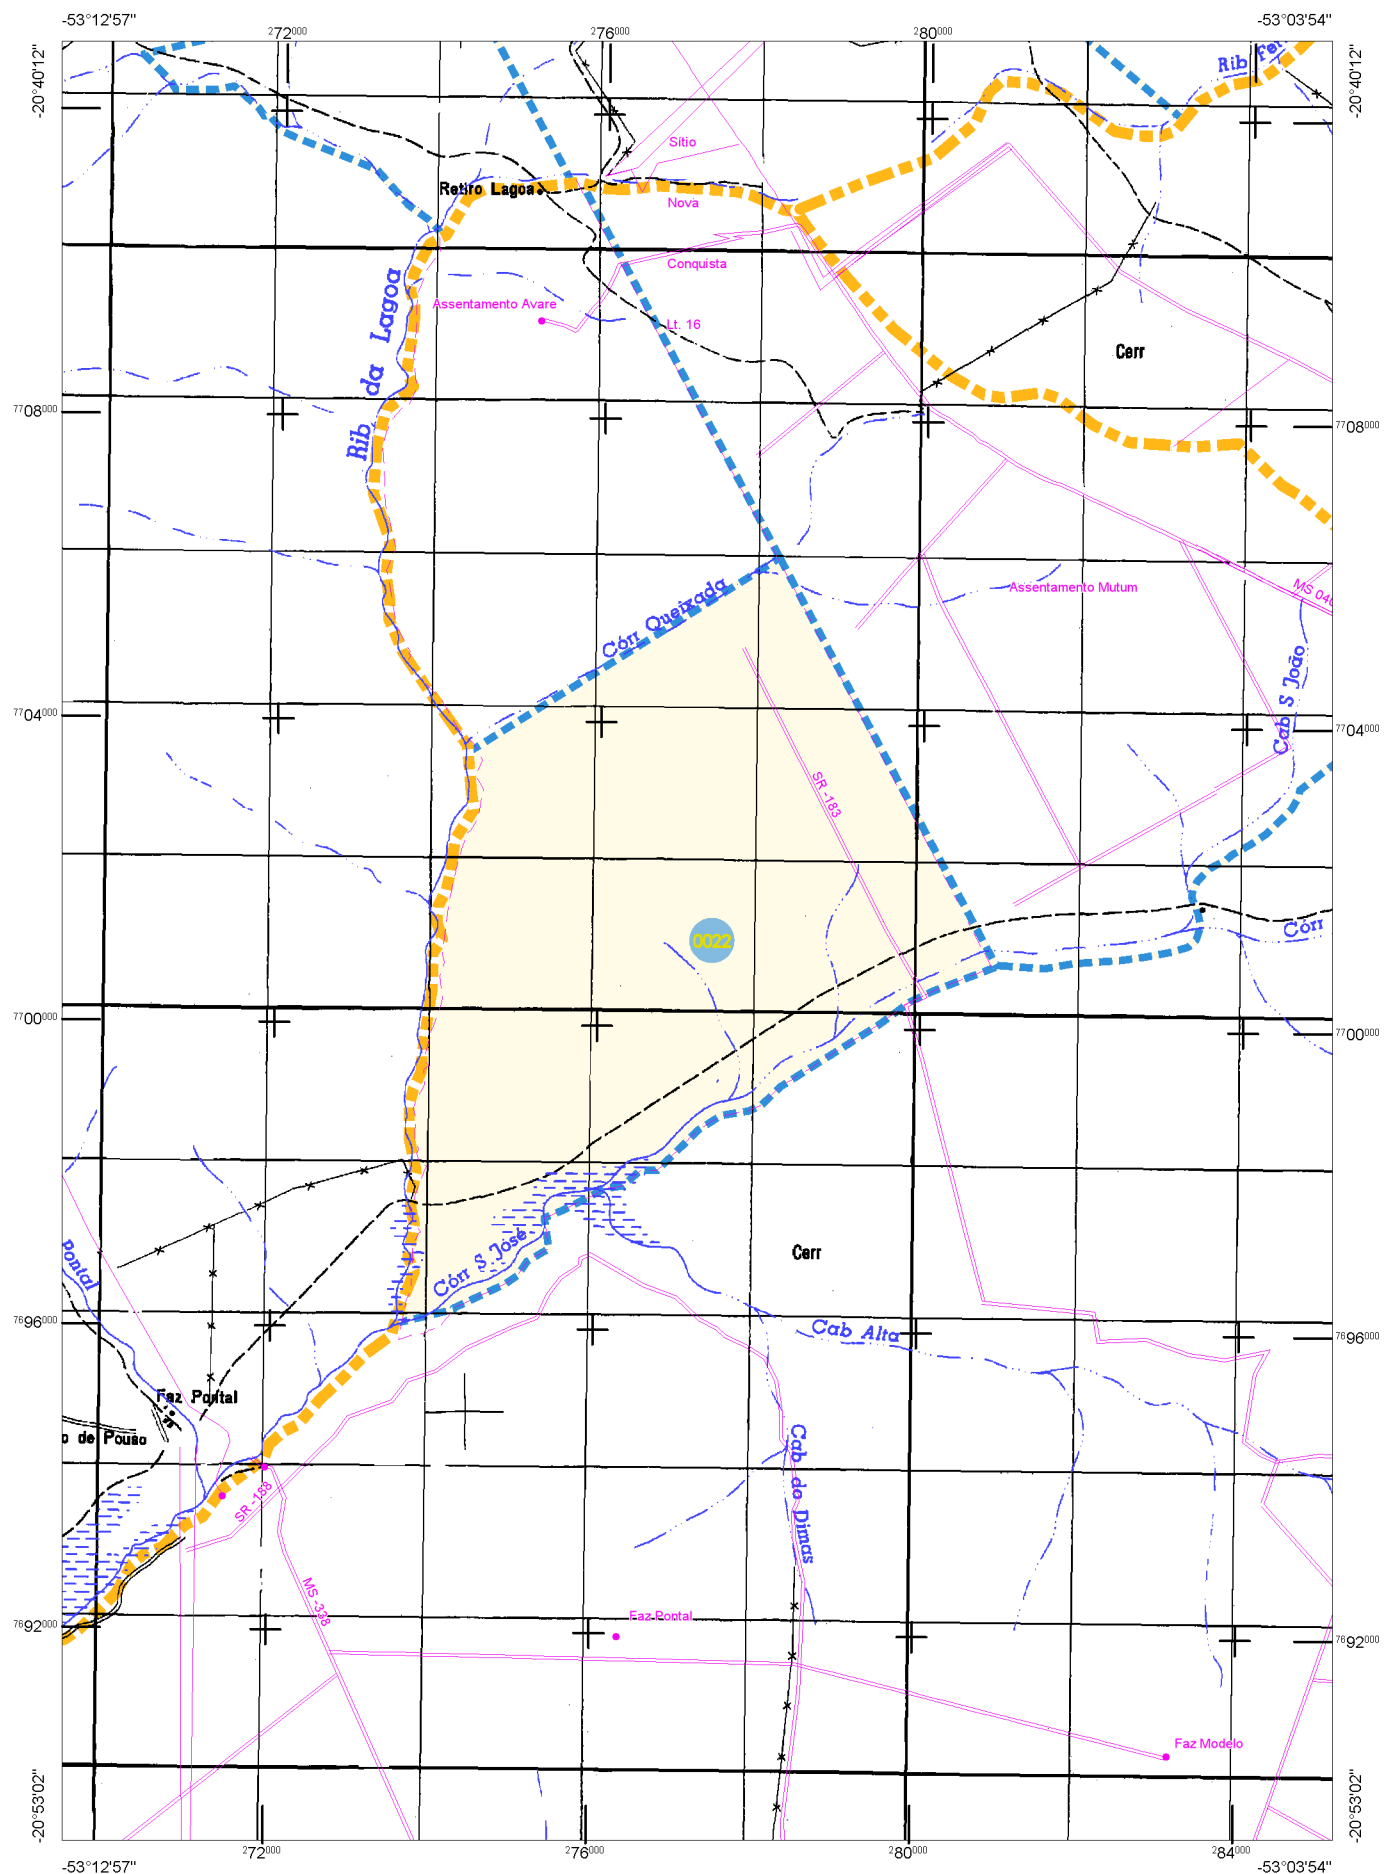 -53°12'57"
-53°03'54"
272000
276000
280000
-20°40'12"
-20°40'12"
Rib Fer
Sítio
Retiro Lagoa
Nova
Conquista
Rib. da Lagoa
Assentamento Avare
Lt. 16
Cerr
7708000
7708000
Assentamento Mutum
MS 040
Córr Queixada
Cab S João
7704000
7704000
SR -183
0022
Córr
7700000
7700000
Pontal
Córr S. José
Cerr
7696000
7696000
Cab Alta
Faz Pontal
o de Pouso
Cab do Dimas
SR -188
MS -338
Faz Pontal
7692000
7692000
Faz Modelo
-20°53'02"
-20°53'02"
272000
276000
280000
284000
-53°12'57"
-53°03'54"